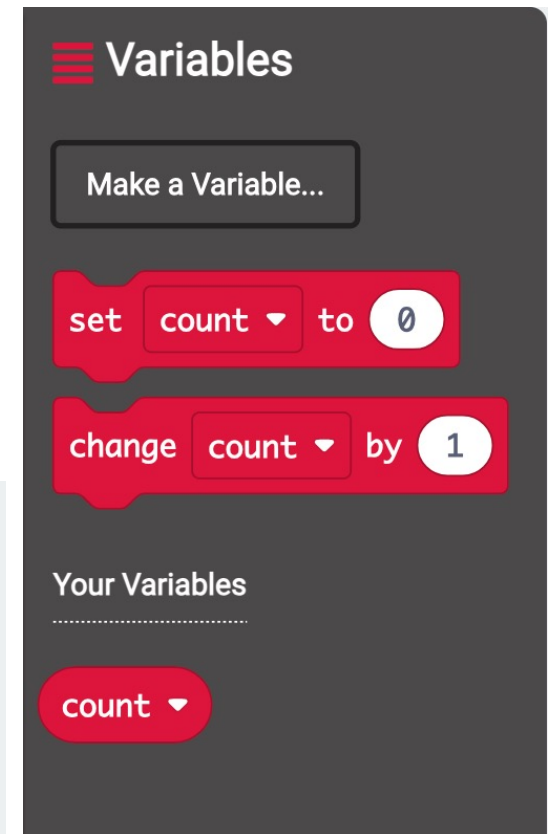 Variables
Make a Variable...
set count to 0
change count by 1
Your Variables
count